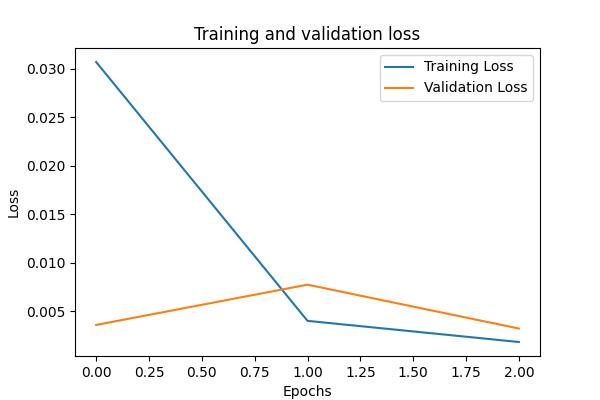 Training and validation loss
Training Loss
Validation Loss
0.030
0.025
0.020
0.015
0.010
0.005
Loss
0.00 0.25 0.50 0.75 1.00 1.25 1.50 1.75 2.00
Epochs